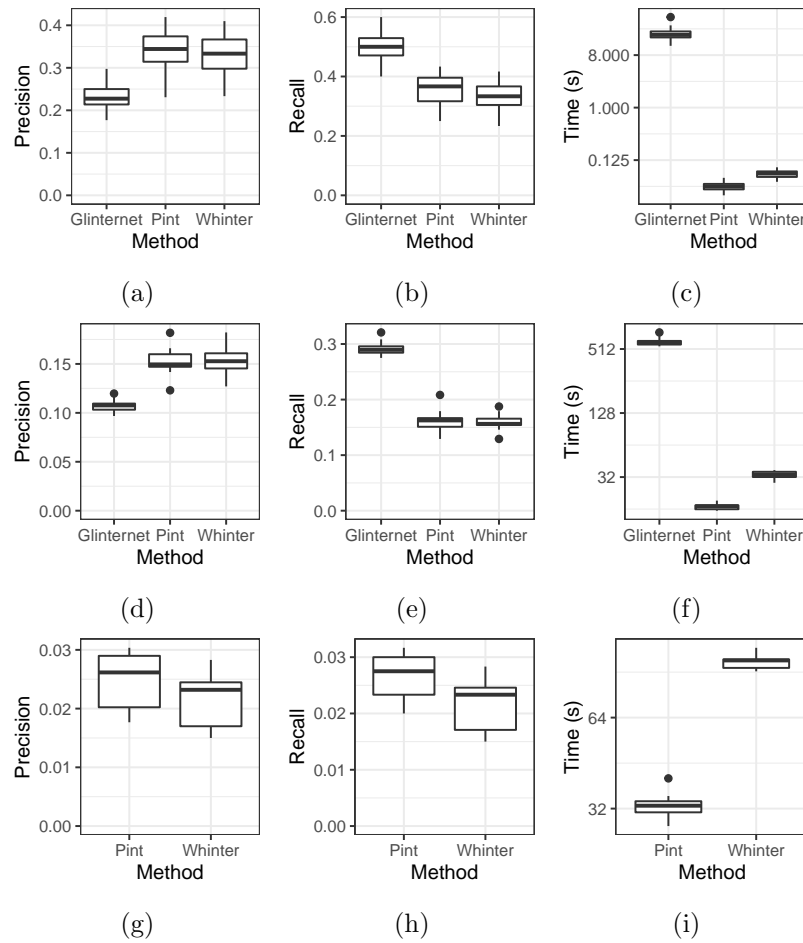 Precision
0.4
0.3
0.2
0.1
0.0
Glinternet Pint Whinter
Method
(a)
Recall
0.6
0.4
0.2
0.0
Glinternet Pint Whinter
Method
(b)
Time (s)
8.000
1.000
0.125
Glinternet Pint Whinter
Method
(c)
Precision
0.15
0.10
0.05
0.00
Glinternet Pint Whinter
Method
(d)
Recall
0.3
0.2
0.1
0.0
Glinternet Pint Whinter
Method
(e)
Time (s)
512
128
32
Glinternet Pint Whinter
Method
(f)
Precision
0.03
0.02
0.01
0.00
Pint Whinter
Method
(g)
Recall
0.03
0.02
0.01
0.00
Pint Whinter
Method
(h)
Time (s)
64
32
Pint Whinter
Method
(i)